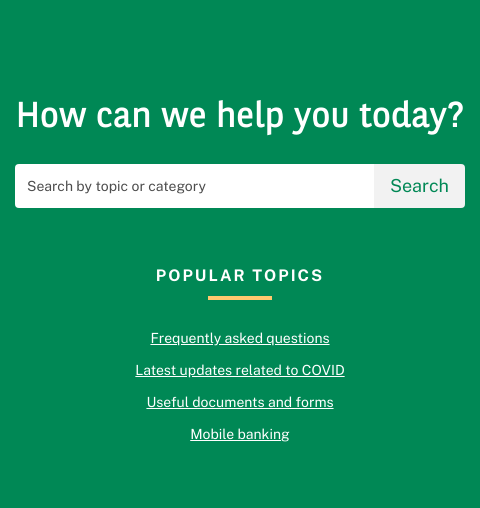 How can we help you today?
Search by topic or category
Search
POPULAR TOPICS
Frequently asked questions
Latest updates related to COVID
Useful documents and forms
Mobile banking